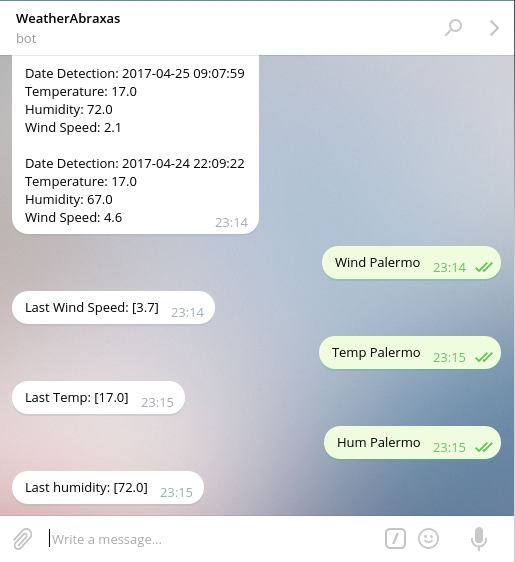 WeatherAbraxas
bot
Date Detection: 2017-04-25 09:07:59
Temperature: 17.0
Humidity: 72.0
Wind Speed: 2.1
Date Detection: 2017-04-24 22:09:22
Temperature: 17.0
Humidity: 67.0
Wind Speed: 4.6
23:14
Wind Palermo 23:14
Last Wind Speed: [3.7] 23:14
Temp Palermo 23:15
Last Temp: [17.0] 23:15
Hum Palermo 23:15
Last humidity: [72.0] 23:15
Write a message...